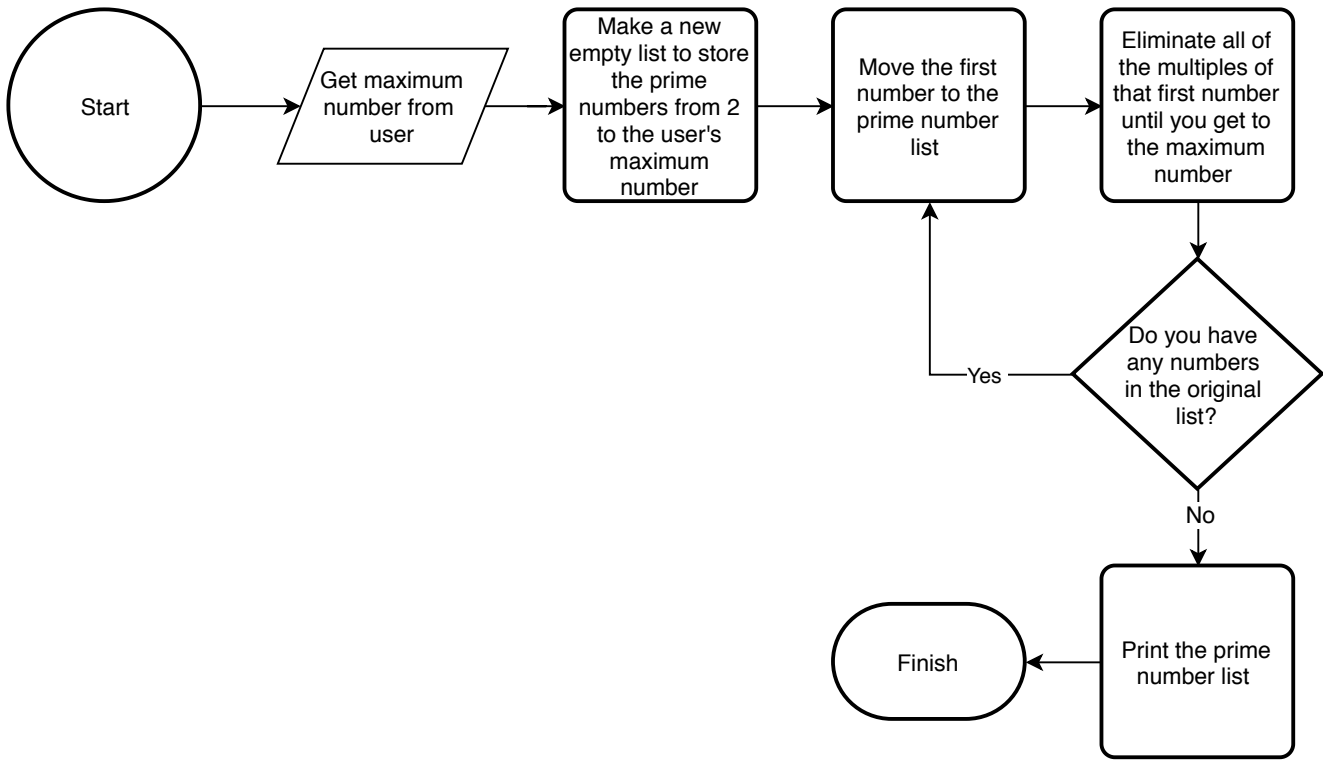 Start
Get maximum
number from
user
Make a new
empty list to store
the prime
numbers from 2
to the user's
maximum
number
Move the first
number to the
prime number
list
Eliminate all of
the multiples of
that first number
until you get to
the maximum
number
Do you have
any numbers
in the original
list?
Yes
No
Print the prime
number list
Finish